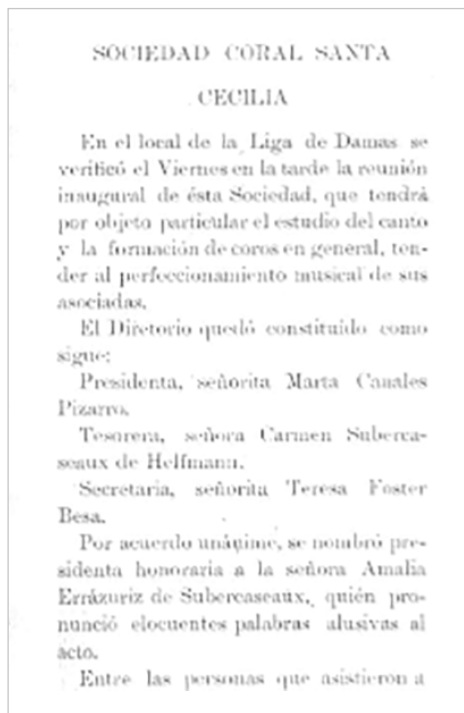 SOCIEDAD CORAL SANTA
CECILIA
En el local de la Liga de Damas se
verificó el Viernes en la tarde la reunión
inaugural de ésta Sociedad, que tendrá
por objeto particular el estudio del canto
y la formación de coros en general, ten-
der al perfeccionamiento musical de sus
asociadas.
El Diretorio quedó constituido como
sigue:
Presidenta, señorita Marta Canales
Pizarro.
Tesorera, señora Carmen Suberca-
seaux de Helfmann.
Secretaria, señorita Teresa Foster
Besa.
Por acuerdo unánime, se nombró pre-
sidenta honoraria a la señora Amalia
Errázuriz de Subercaseaux, quién pro-
nunció elocuentes palabras alusivas al
acto.
Entre las personas que asistieron a